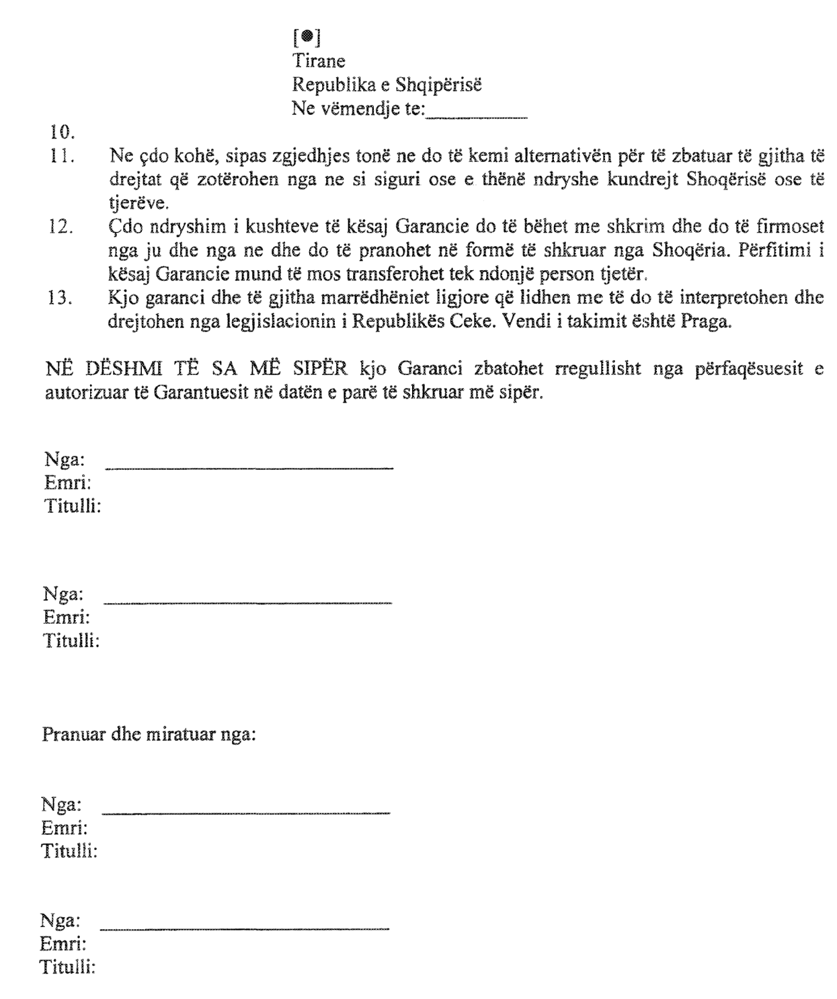 [●]
Tirane
Republika e Shqipërisë
Ne vëmendje te:__________
10.
11. Ne çdo kohë, sipas zgjedhjes tonë ne do të kemi alternativën për të zbatuar të gjitha të
drejtat që zotërohen nga ne si siguri ose e thënë ndryshe kundrejt Shoqërisë ose të
tjerëve.
12. Çdo ndryshim i kushteve të kësaj Garancie do të bëhet me shkrim dhe do të firmoset
nga ju dhe nga ne dhe do të pranohet në formë të shkruar nga Shoqëria. Përfitimi i
kësaj Garancie mund të mos transferohet tek ndonjë person tjetër.
13. Kjo garanci dhe të gjitha marrëdhëniet ligjore që lidhen me të do të interpretohen dhe
drejtohen nga legjislacionin i Republikës Ceke. Vendi i takimit është Praga.
NË DËSHMI TË SA MË SIPËR kjo Garanci zbatohet rregullisht nga përfaqësuesit e
autorizuar të Garantuesit në datën e parë të shkruar më sipër.
Nga: ____________________
Emri:
Titulli:
Nga: ____________________
Emri:
Titulli:
Pranuar dhe miratuar nga:
Nga: ____________________
Emri:
Titulli:
Nga: ____________________
Emri:
Titulli: